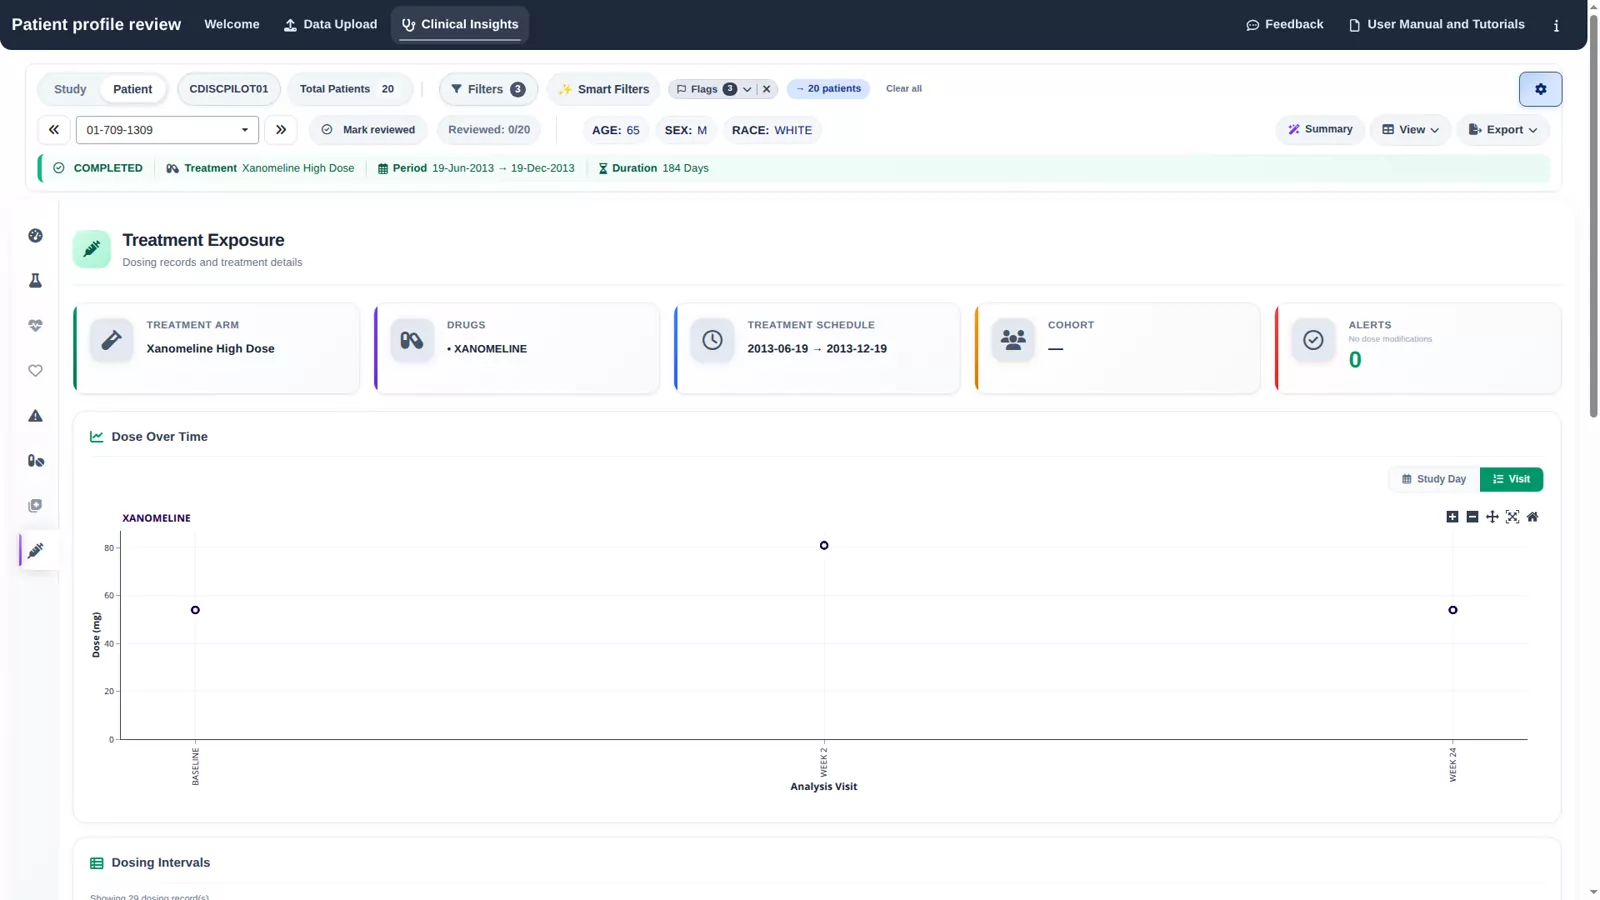 Patient profile review Welcome Data Upload Clinical Insights Feedback User Manual and Tutorials
Study Patient CDISCPILOT01 Total Patients 20 Filters 3 Smart Filters Flags 3 → 20 patients Clear all
01-709-1309 Mark reviewed Reviewed: 0/20 AGE: 65 SEX: M RACE: WHITE Summary View Export
COMPLETED Treatment Xanomeline High Dose Period 19-Jun-2013 → 19-Dec-2013 Duration 184 Days
Treatment Exposure
Dosing records and treatment details
TREATMENT ARM
Xanomeline High Dose
DRUGS
• XANOMELINE
TREATMENT SCHEDULE
2013-06-19 → 2013-12-19
COHORT
—
ALERTS
No dose modifications
0
Dose Over Time
Study Day Visit
XANOMELINE
80
60
40
20
0
Dose (mg)
BASELINE
WEEK 2
WEEK 24
Analysis Visit
Dosing Intervals
Showing 29 dosing record(s)